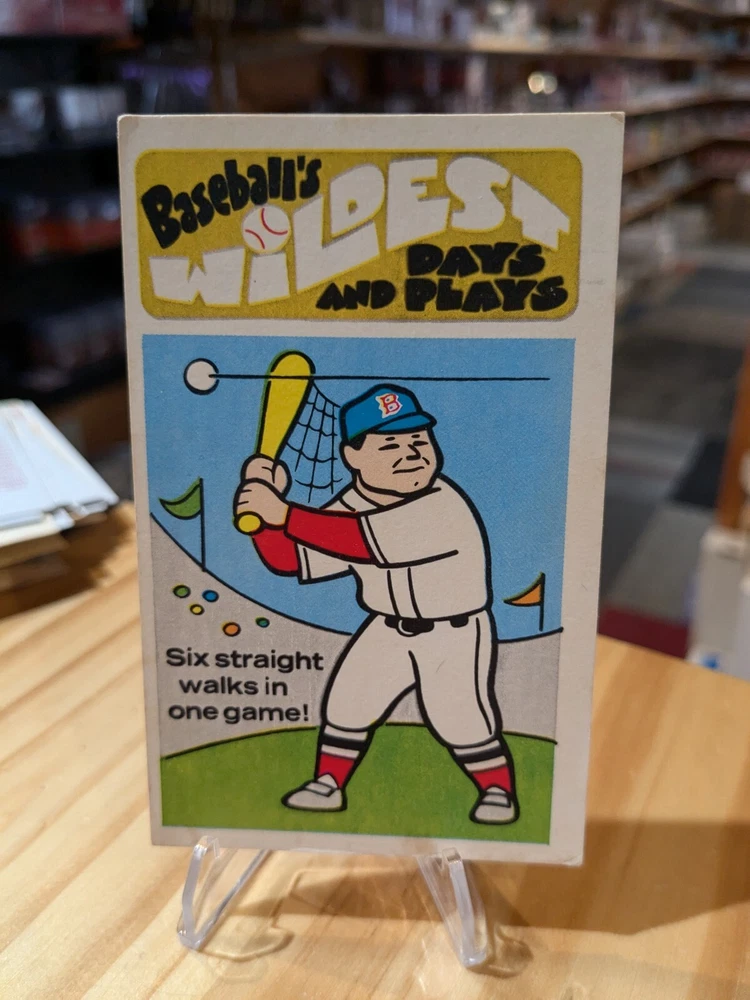 Baseball's
WiLDEST
DAYS
AND PLAYS
B
Six straight
walks in
one game!